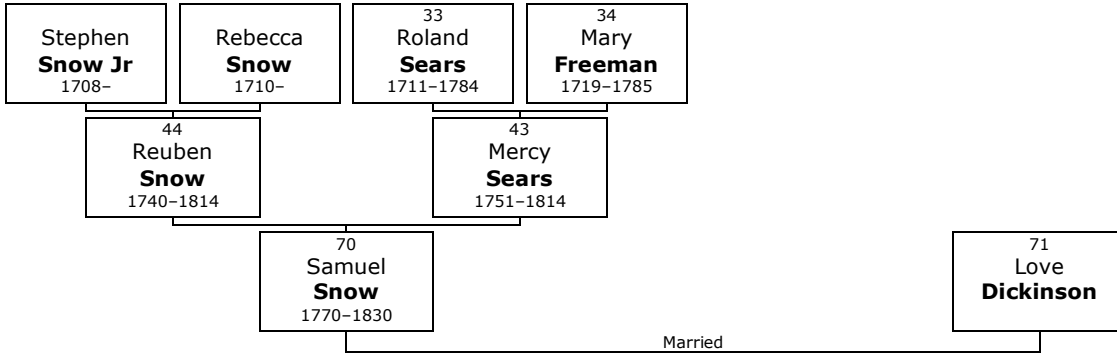 Stephen
Snow Jr
1708–
Rebecca
Snow
1710–
33
Roland
Sears
1711–1784
34
Mary
Freeman
1719–1785
44
Reuben
Snow
1740–1814
43
Mercy
Sears
1751–1814
70
Samuel
Snow
1770–1830
71
Love
Dickinson
Married